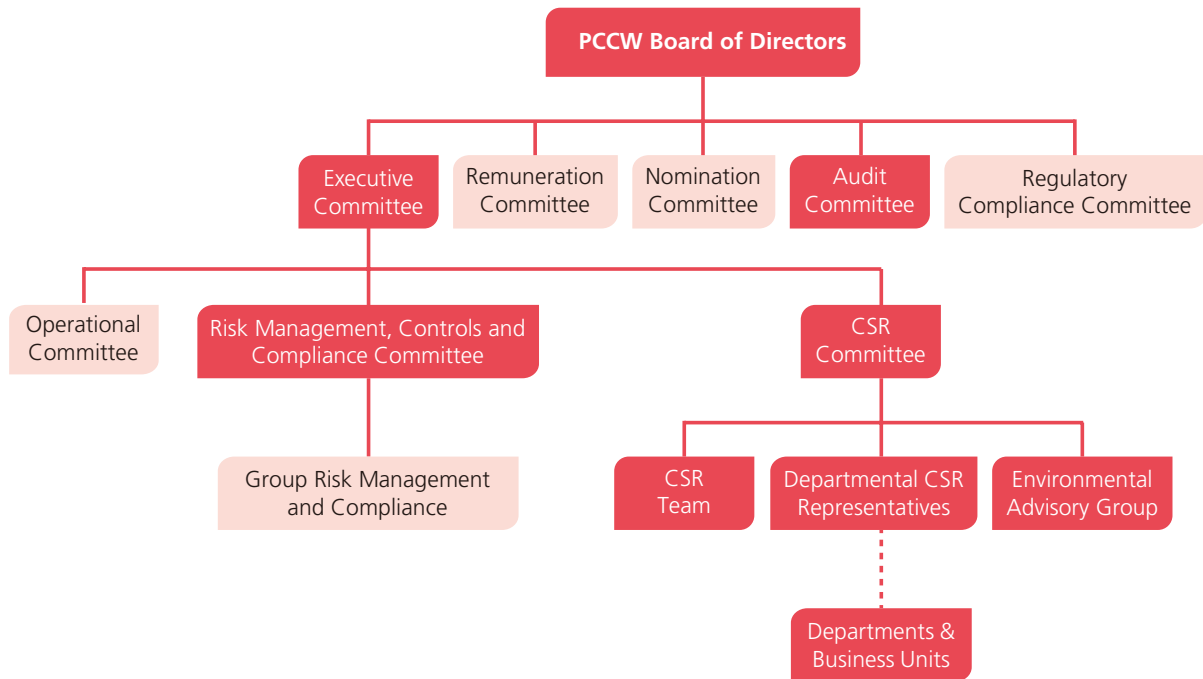 PCCW Board of Directors
Executive
Committee
Remuneration
Committee
Nomination
Committee
Audit
Committee
Regulatory
Compliance Committee
Operational
Committee
Risk Management, Controls and
Compliance Committee
CSR
Committee
Group Risk Management
and Compliance
CSR
Team
Departmental CSR
Representatives
Environmental
Advisory Group
Departments &
Business Units